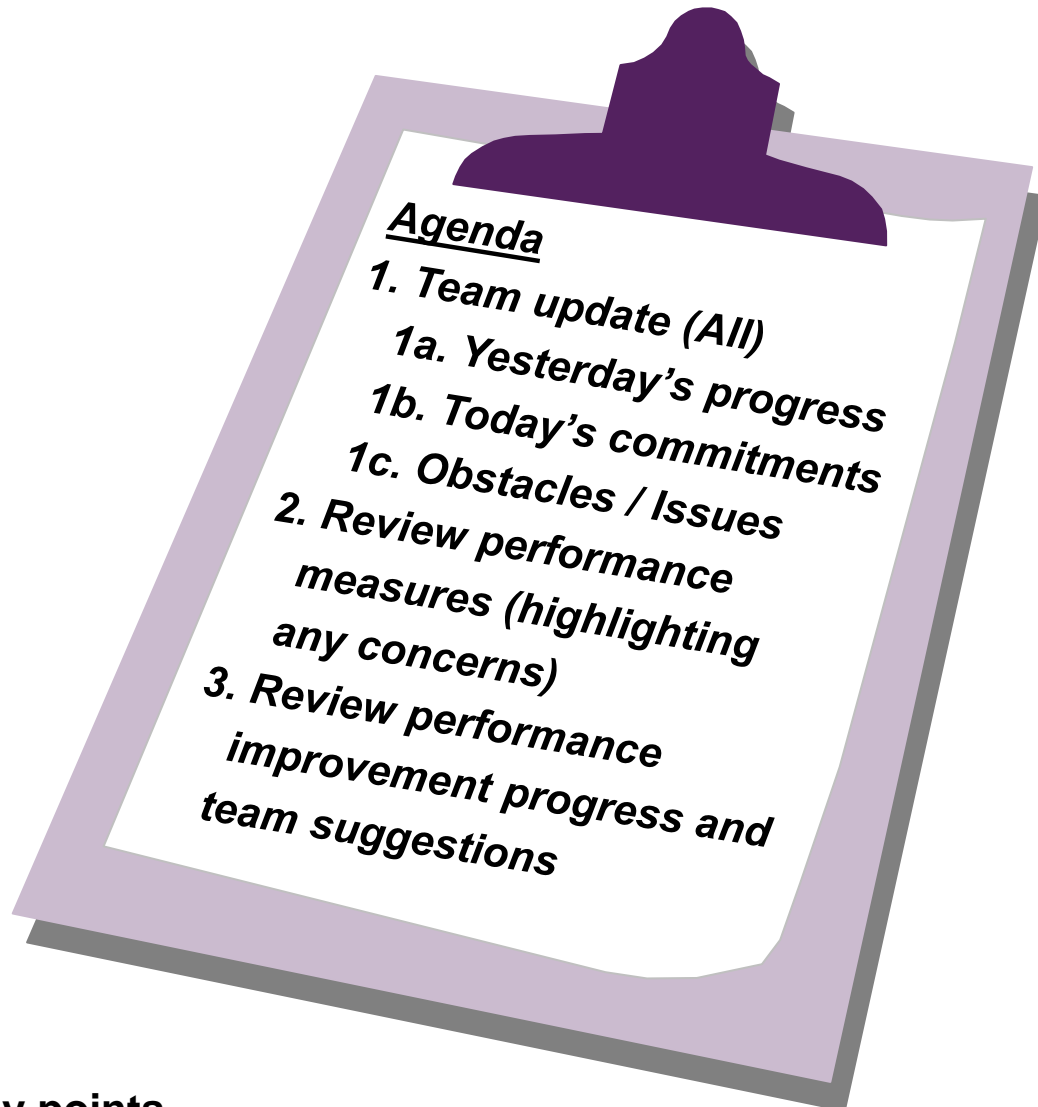 Agenda
1. Team update (All)
1a. Yesterday’s progress
1b. Today’s commitments
1c. Obstacles / Issues
2. Review performance
measures (highlighting
any concerns)
3. Review performance
improvement progress and
team suggestions
points